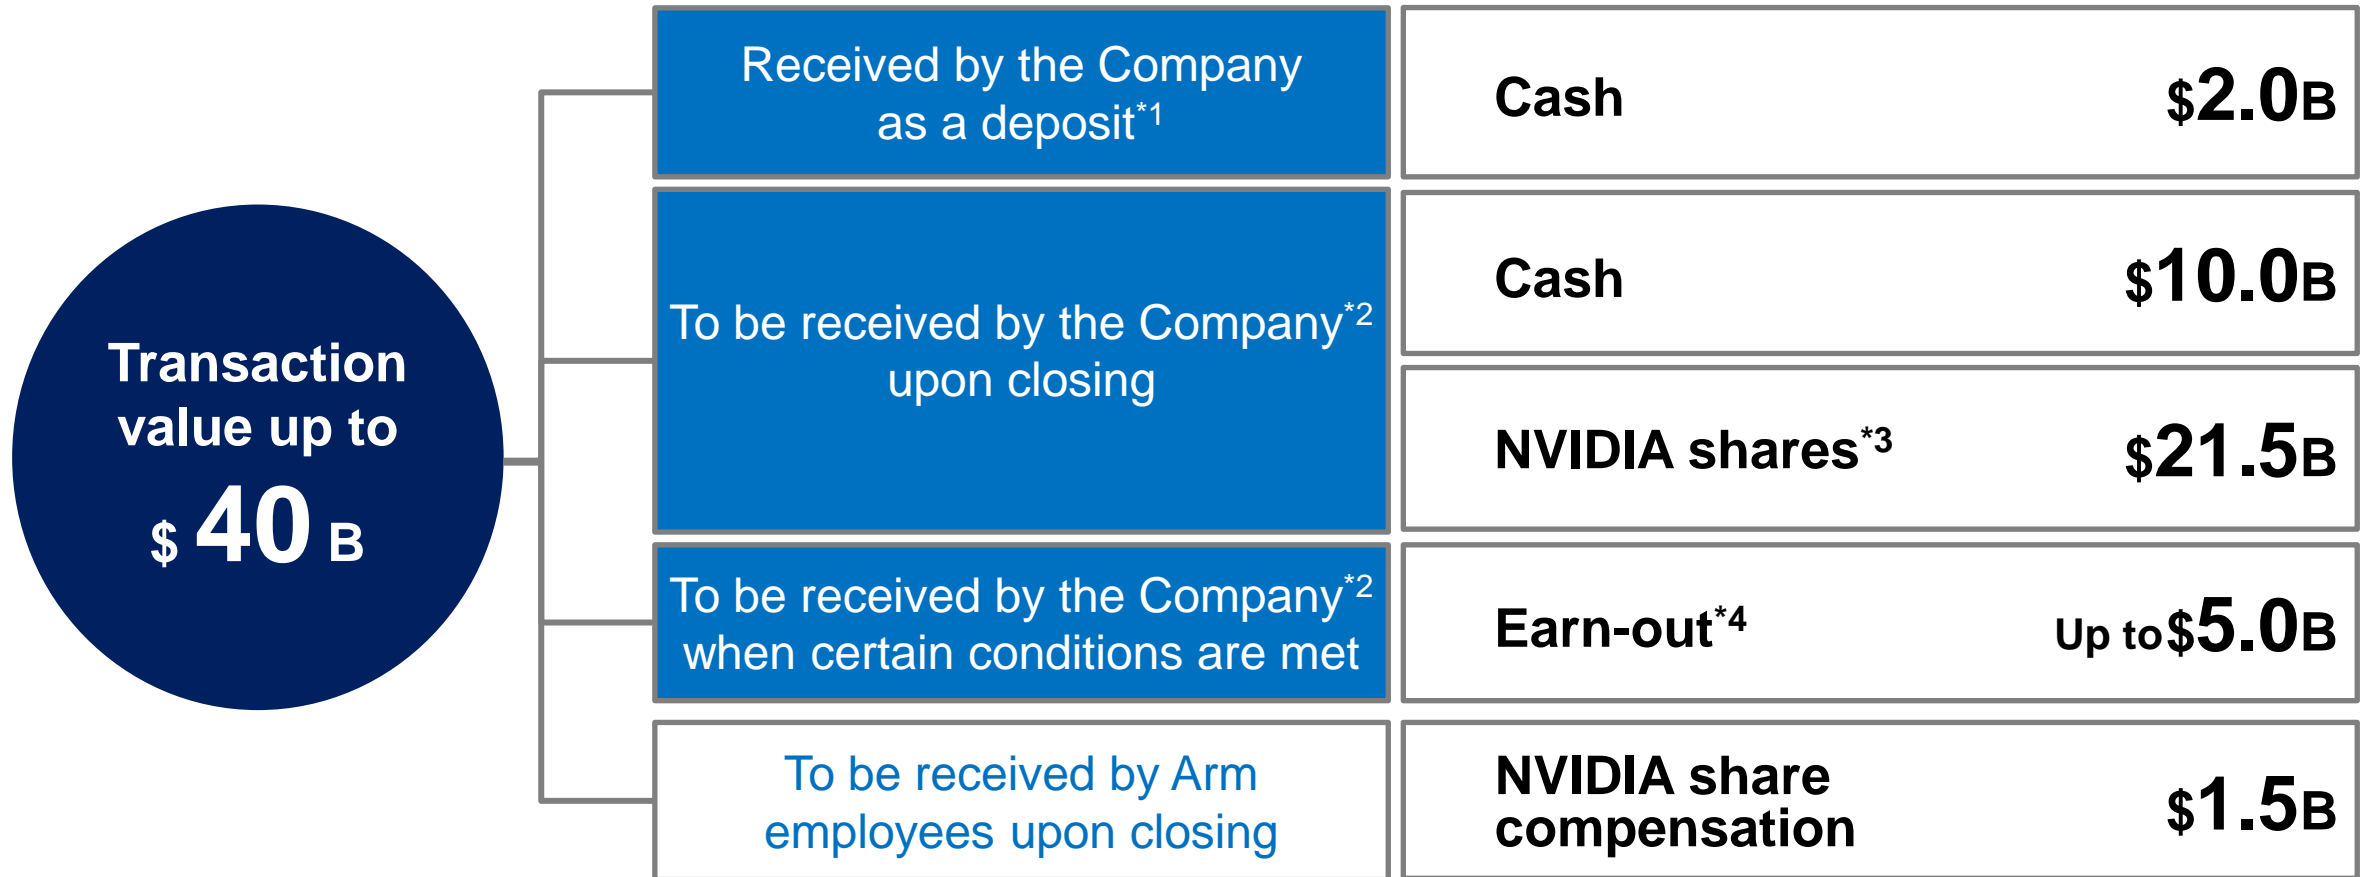 Transaction
value up to
$ 40 B
Received by the Company
as a deposit*1
Cash
$2.0B
To be received by the Company*2
upon closing
Cash
$10.0B
NVIDIA shares*3
$21.5B
To be received by the Company*2
when certain conditions are met
Earn-out*4
Up to $5.0B
To be received by Arm
employees upon closing
NVIDIA share
compensation
$1.5B